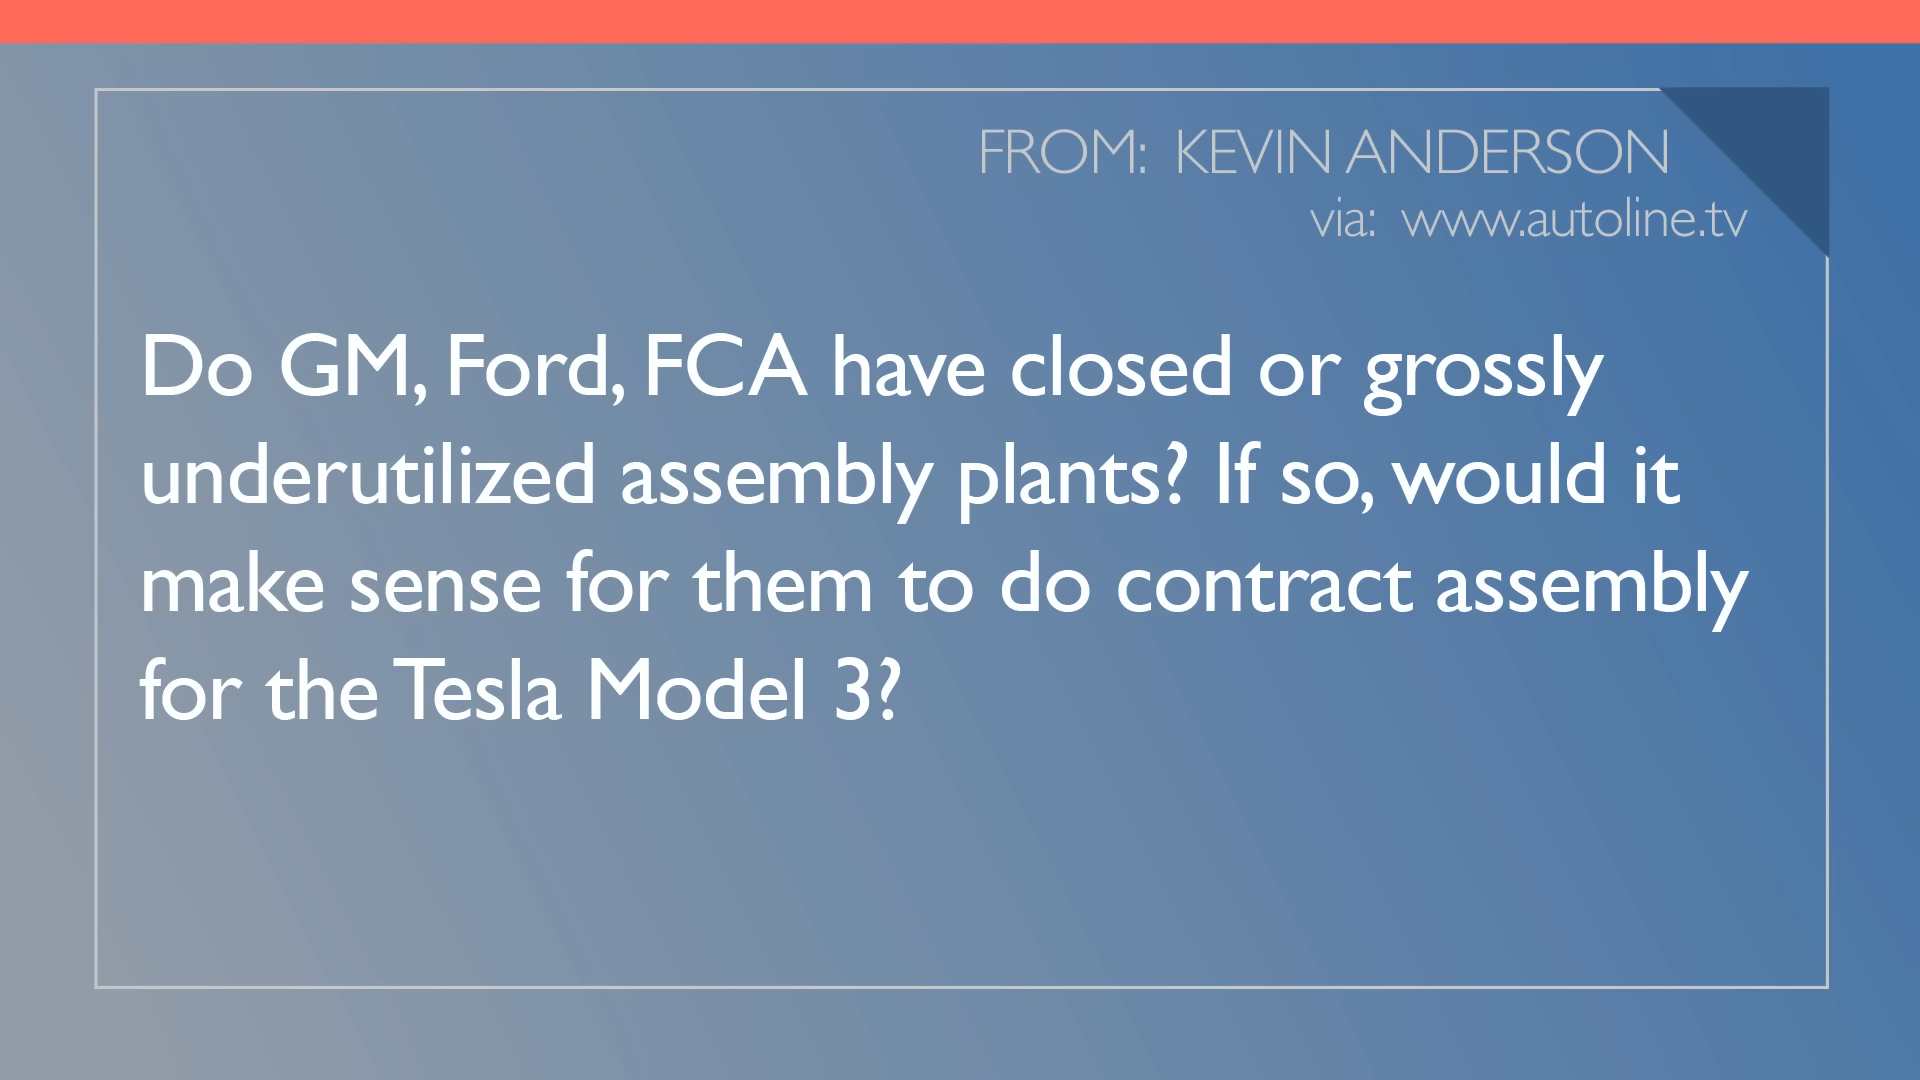 FROM: KEVIN ANDERSON
via: www.autoline.tv
Do GM, Ford, FCA have closed or grossly
underutilized assembly plants? If so, would it
make sense for them to do contract assembly
for the Tesla Model 3?